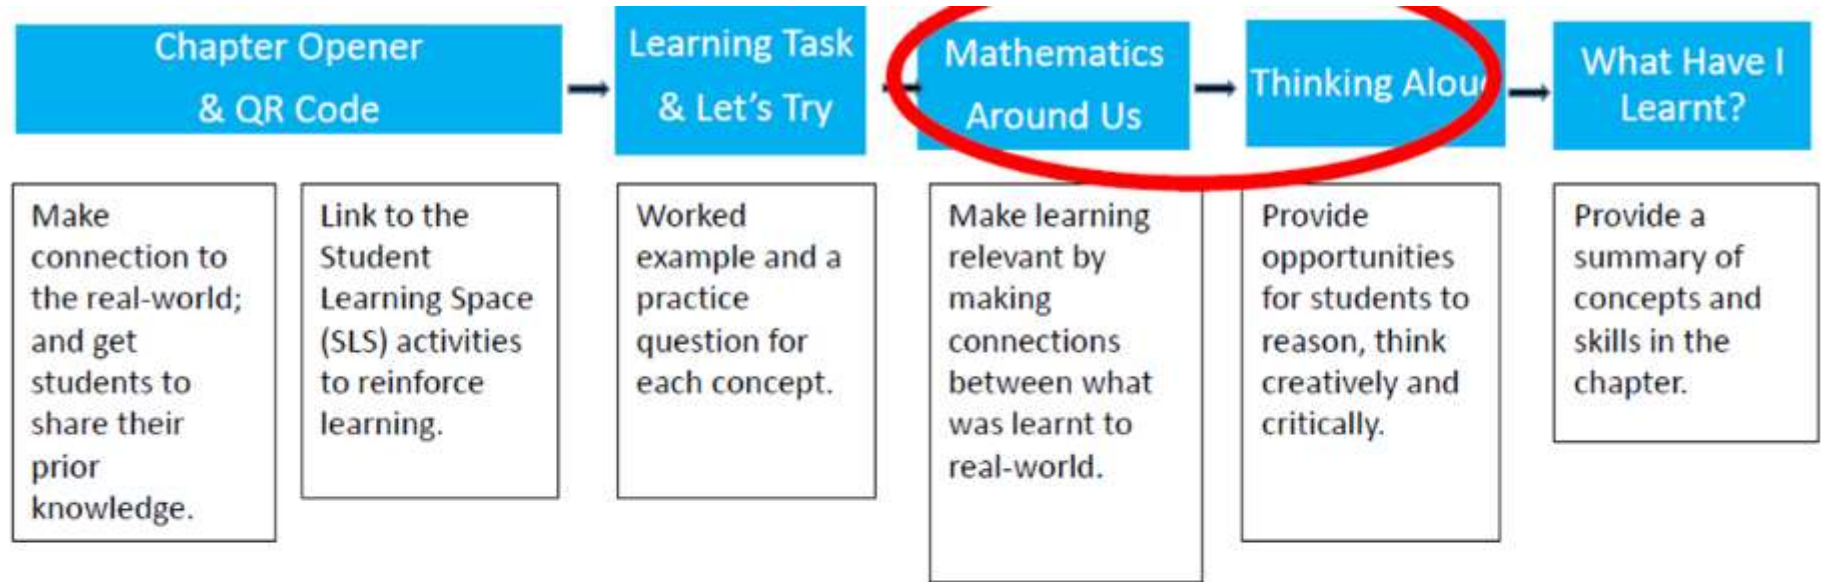 Chapter Opener
& QR Code
Learning Task
& Let's Try
Mathematics
Around Us
Thinking Aloud
What Have I
Learnt?
Make
connection to
the real-world;
and get
students to
share their
prior
knowledge.
Link to the
Student
Learning Space
(SLS) activities
to reinforce
learning.
Worked
example and a
practice
question for
each concept.
Make learning
relevant by
making
connections
between what
was learnt to
real-world.
Provide
opportunities
for students to
reason, think
creatively and
critically.
Provide a
summary of
concepts and
skills in the
chapter.